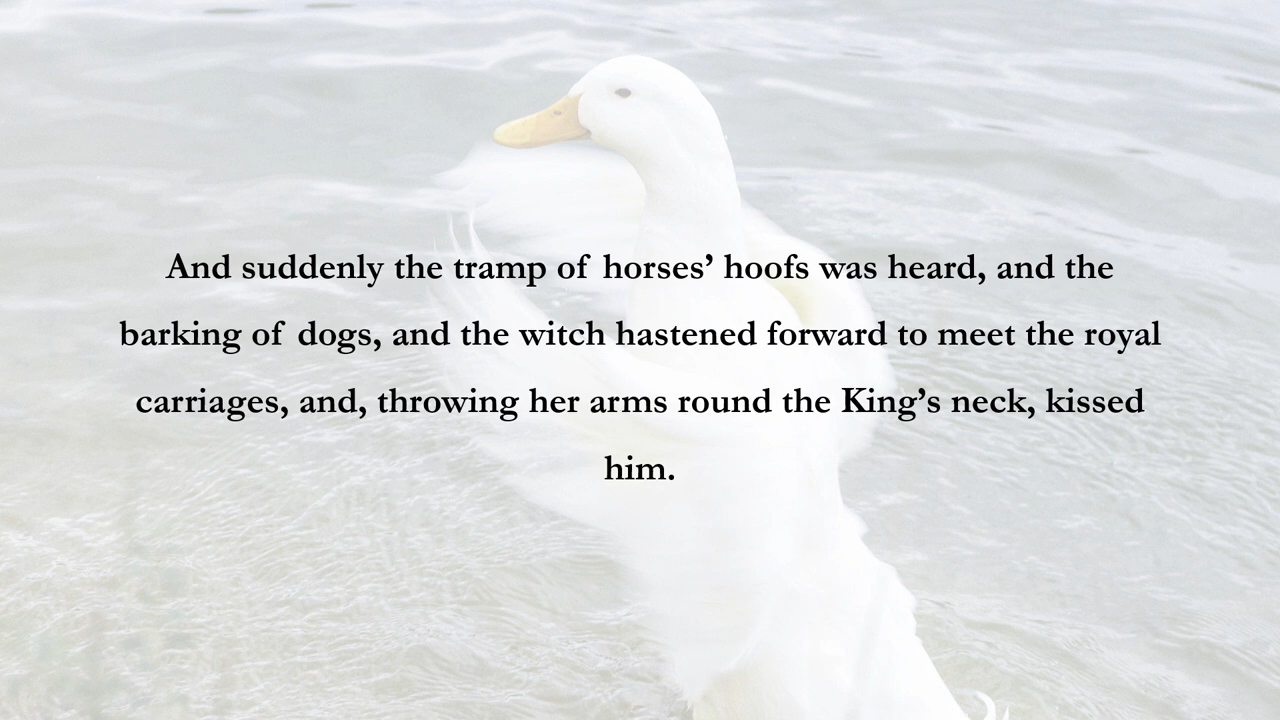 And suddenly the tramp of horses’ hoofs was heard, and the
barking of dogs, and the witch hastened forward to meet the royal
carriages, and, throwing her arms round the King’s neck, kissed
him.